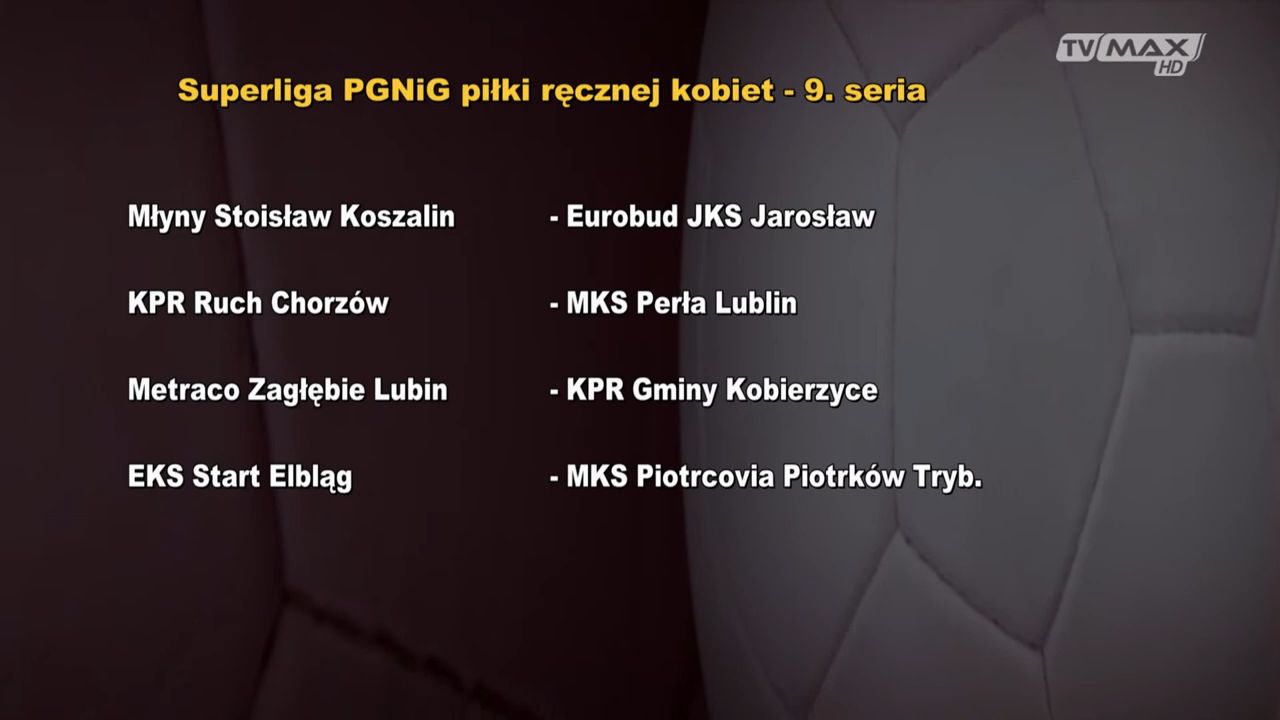 TV MAX HD
Superliga PGNiG piłki ręcznej kobiet - 9. seria
Młyny Stoisław Koszalin - Eurobud JKS Jarosław
KPR Ruch Chorzów - MKS Perła Lublin
Metraco Zagłębie Lubin - KPR Gminy Kobierzyce
EKS Start Elbląg - MKS Piotrcovia Piotrków Tryb.